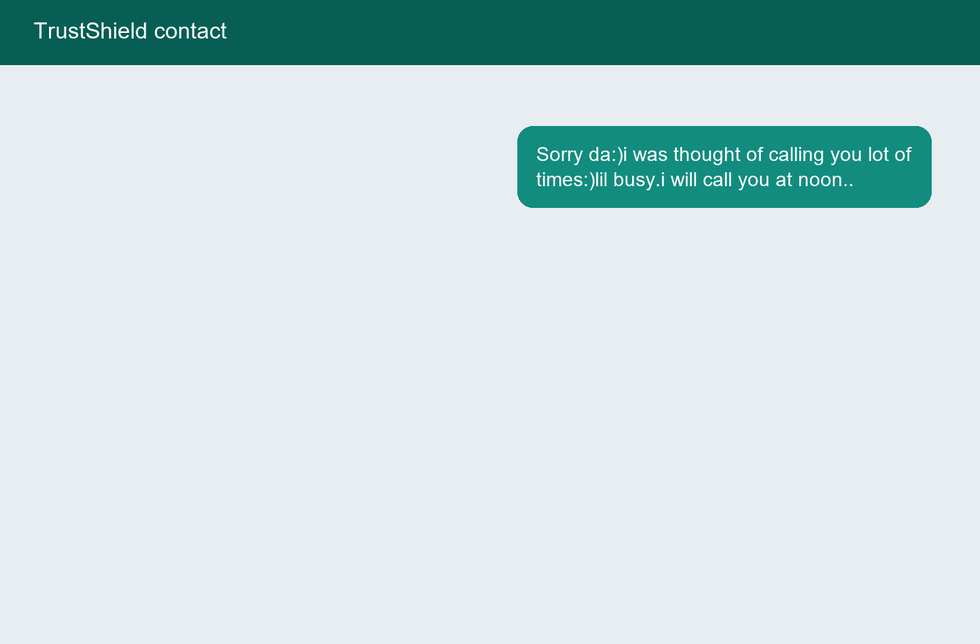 TrustShield contact
Sorry da:)i was thought of calling you lot of
times:)lil busy.i will call you at noon..